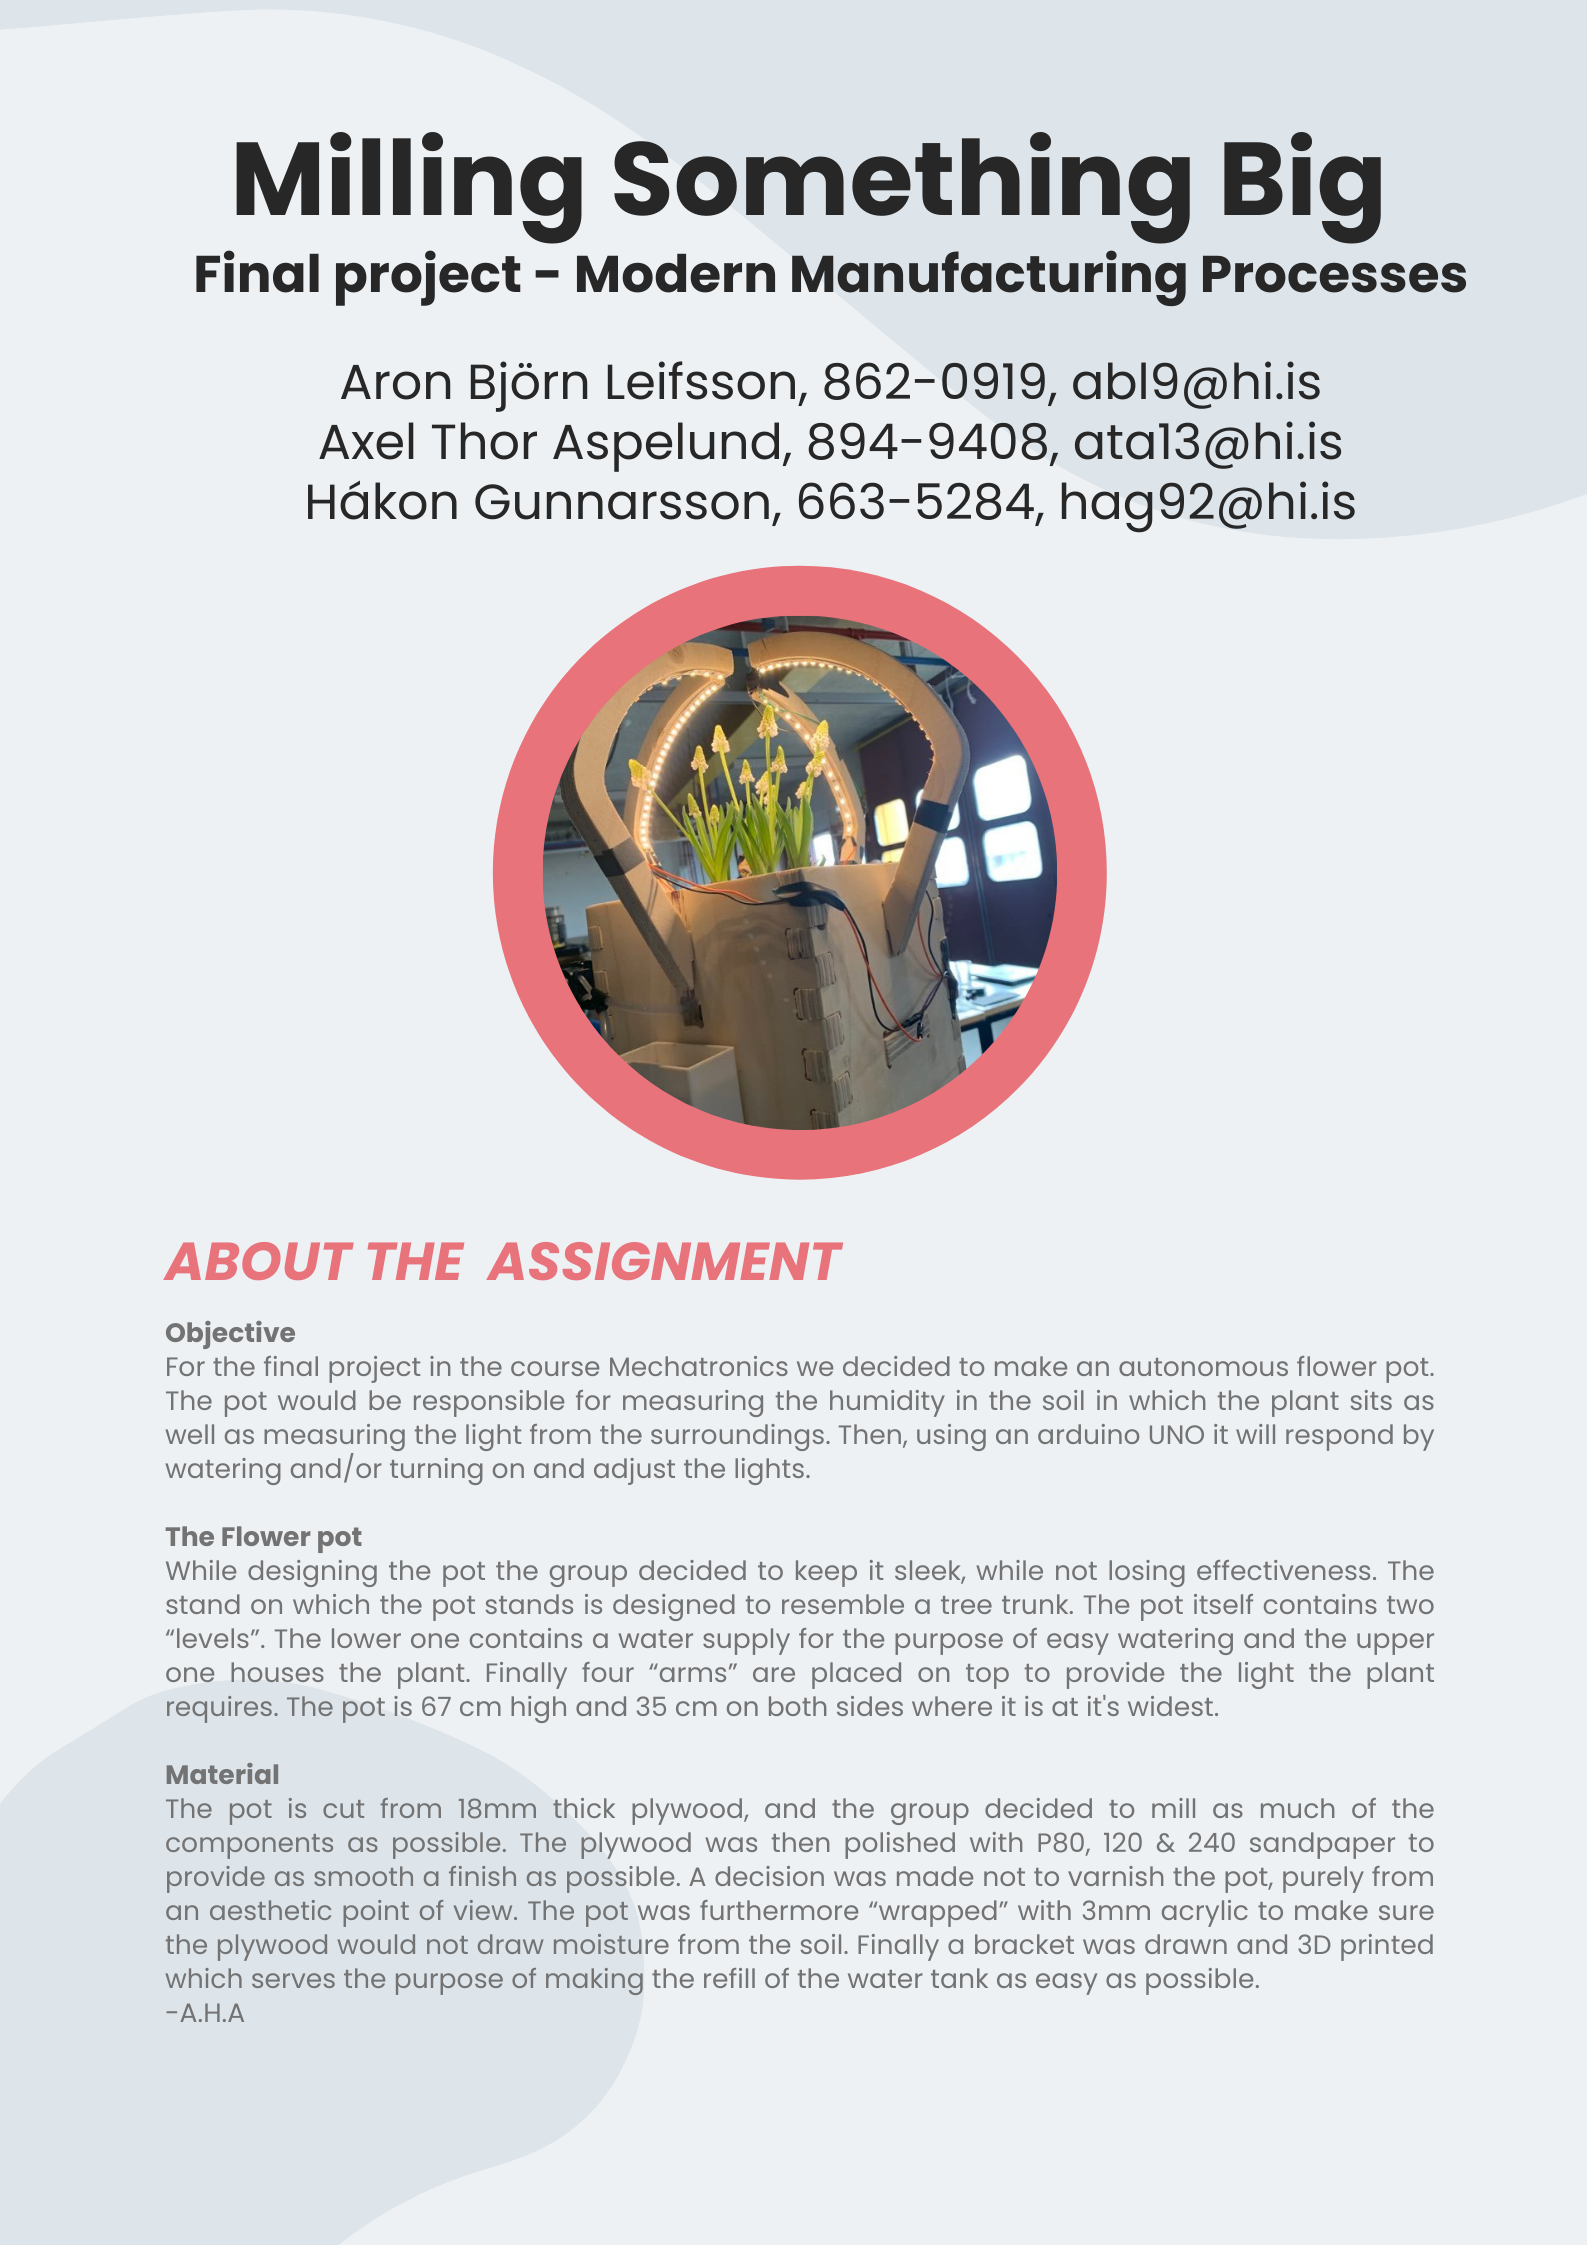 Milling Something Big
Final project - Modern Manufacturing Processes
Aron Björn Leifsson, 862-0919, abl9@hi.is
Axel Thor Aspelund, 894-9408, ata13@hi.is
Hákon Gunnarsson, 663-5284, hag92@hi.is
ABOUT THE ASSIGNMENT
Objective
For the final project in the course Mechatronics we decided to make an autonomous flower pot.
The pot would be responsible for measuring the humidity in the soil in which the plant sits as
well as measuring the light from the surroundings. Then, using an arduino UNO it will respond by
watering and/or turning on and adjust the lights.
The Flower pot
While designing the pot the group decided to keep it sleek, while not losing effectiveness. The
stand on which the pot stands is designed to resemble a tree trunk. The pot itself contains two
“levels”. The lower one contains a water supply for the purpose of easy watering and the upper
one houses the plant. Finally four “arms” are placed on top to provide the light the plant
requires. The pot is 67 cm high and 35 cm on both sides where it is at it's widest.
Material
The pot is cut from 18mm thick plywood, and the group decided to mill as much of the
components as possible. The plywood was then polished with P80, 120 & 240 sandpaper to
provide as smooth a finish as possible. A decision was made not to varnish the pot, purely from
an aesthetic point of view. The pot was furthermore “wrapped” with 3mm acrylic to make sure
the plywood would not draw moisture from the soil. Finally a bracket was drawn and 3D printed
which serves the purpose of making the refill of the water tank as easy as possible.
-A.H.A